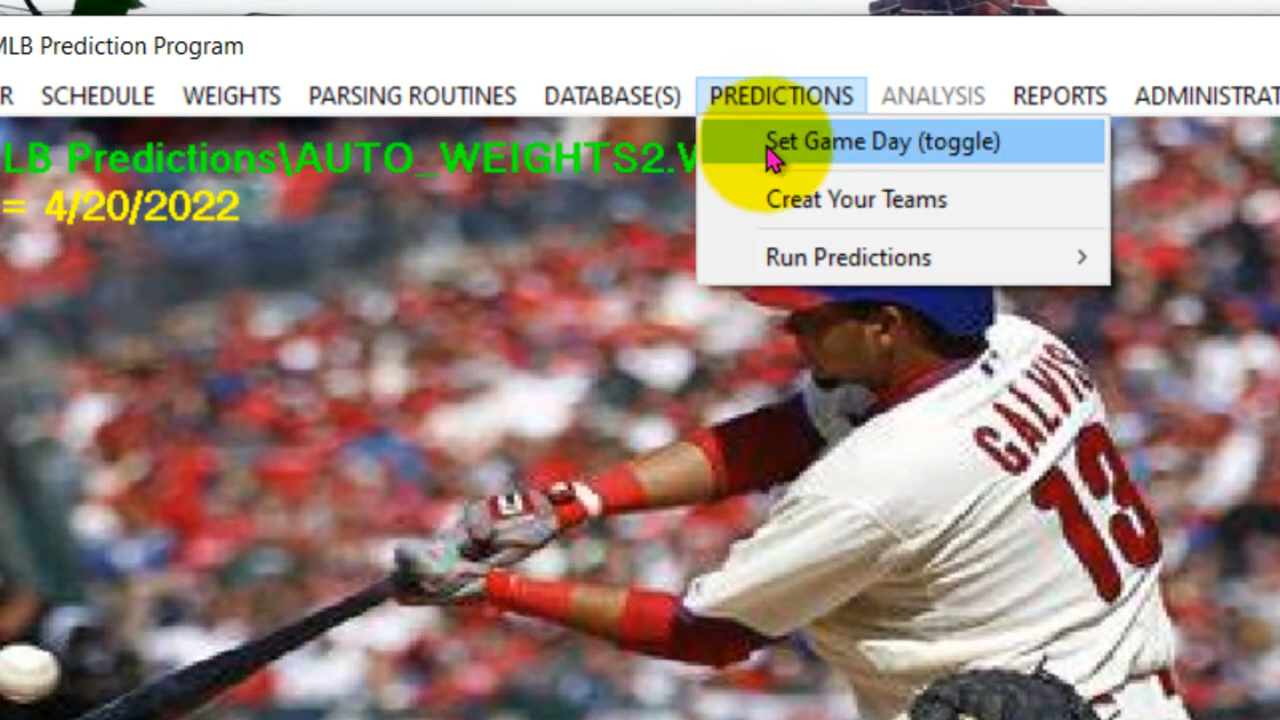 MLB Prediction Program
R SCHEDULE WEIGHTS PARSING ROUTINES DATABASE(S) PREDICTIONS ANALYSIS REPORTS ADMINISTRAT
LB Predictions\AUTO_WEIGHTS2.
= 4/20/2022
Set Game Day (toggle)
Creat Your Teams
Run Predictions
GALVIS
13